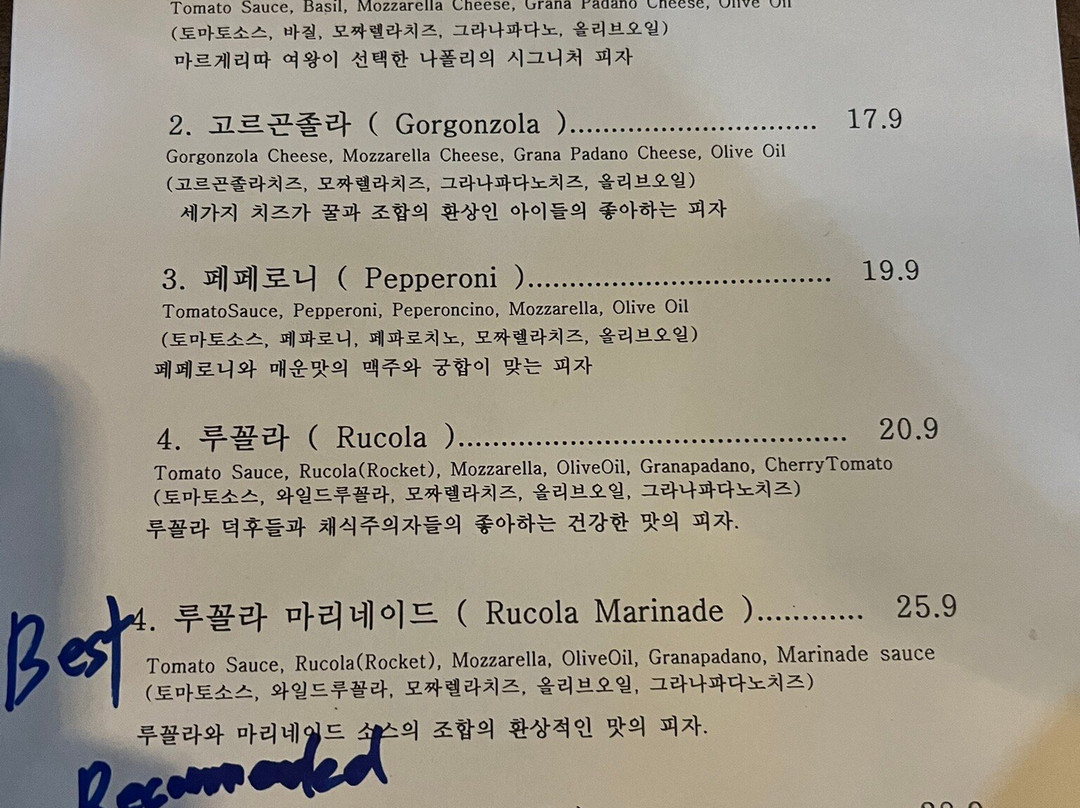 Tomato Sauce, Basil, Mozzarella Cheese, Grana Padano Cheese, Olive Oil
(토마토소스, 바질, 모짜렐라치즈, 그라나파다노, 올리브오일)
마르게리따 여왕이 선택한 나폴리의 시그니처 피자
2. 고르곤졸라 ( Gorgonzola )............................... 17.9
Gorgonzola Cheese, Mozzarella Cheese, Grana Padano Cheese, Olive Oil
(고르곤졸라치즈, 모짜렐라치즈, 그라나파다노치즈, 올리브오일)
세가지 치즈가 꿀과 조합의 환상인 아이들의 좋아하는 피자
3. 페페로니 ( Pepperoni )..................................... 19.9
TomatoSauce, Pepperoni, Peperoncino, Mozzarella, Olive Oil
(토마토소스, 페파로니, 페파로치노, 모짜렐라치즈, 올리브오일)
페페로니와 매운맛의 맥주와 궁합이 맞는 피자
4. 루꼴라 ( Rucola )............................................... 20.9
Tomato Sauce, Rucola(Rocket), Mozzarella, OliveOil, Granapadano, CherryTomato
(토마토소스, 와일드루꼴라, 모짜렐라치즈, 올리브오일, 그라나파다노치즈)
루꼴라 덕후들과 채식주의자들의 좋아하는 건강한 맛의 피자.
Best
4. 루꼴라 마리네이드 ( Rucola Marinade )............. 25.9
Tomato Sauce, Rucola(Rocket), Mozzarella, OliveOil, Granapadano, Marinade sauce
(토마토소스, 와일드루꼴라, 모짜렐라치즈, 올리브오일, 그라나파다노치즈)
루꼴라와 마리네이드 소스의 조합의 환상적인 맛의 피자.
Recommended